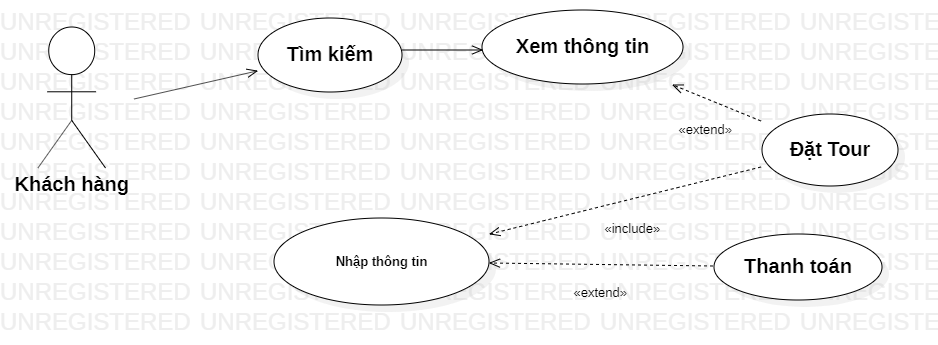 UNREGISTERED UNREGISTERED UNREGISTERED UNREGISTERED UNREGISTE
Tìm kiếm
Xem thông tin
«extend»
Đặt Tour
Khách hàng
«include»
Nhập thông tin
Thanh toán
«extend»